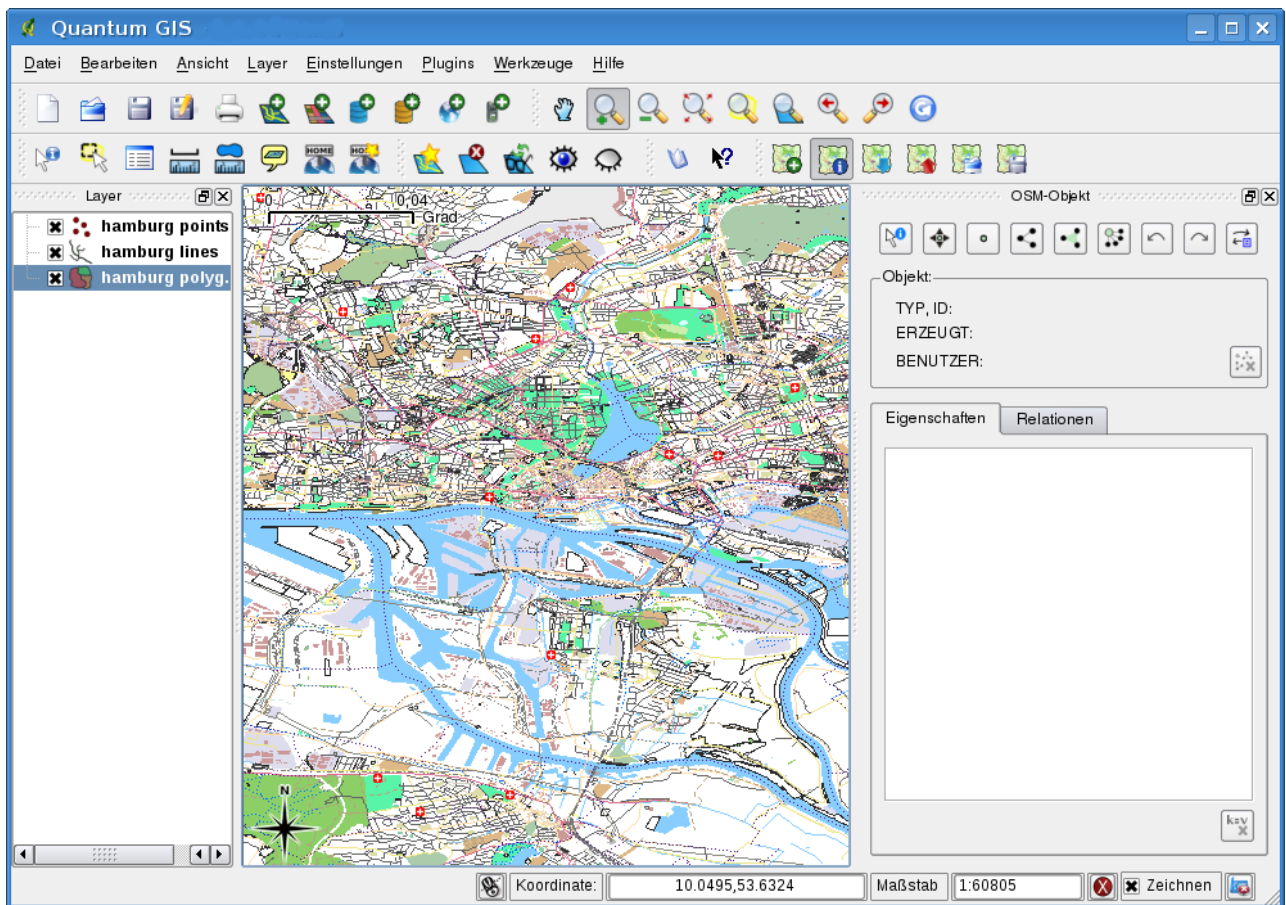 Quantum GIS
Datei Bearbeiten Ansicht Layer Einstellungen Plugins Werkzeuge Hilfe
HOME
Layer
hamburg points
hamburg lines
hamburg polyg.
0 0,04
Grad
N
OSM-Objekt
Objekt:
TYP, ID:
ERZEUGT:
BENUTZER:
Eigenschaften Relationen
k=v
Koordinate: 10.0495,53.6324 Maßstab 1:60805 Zeichnen